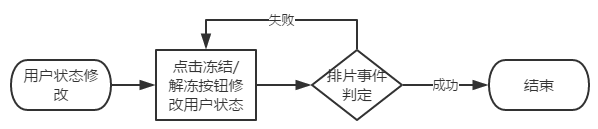 失败
用户状态修
改
点击冻结/
解冻按钮修
改用户状态
排片事件
判定
成功
结束